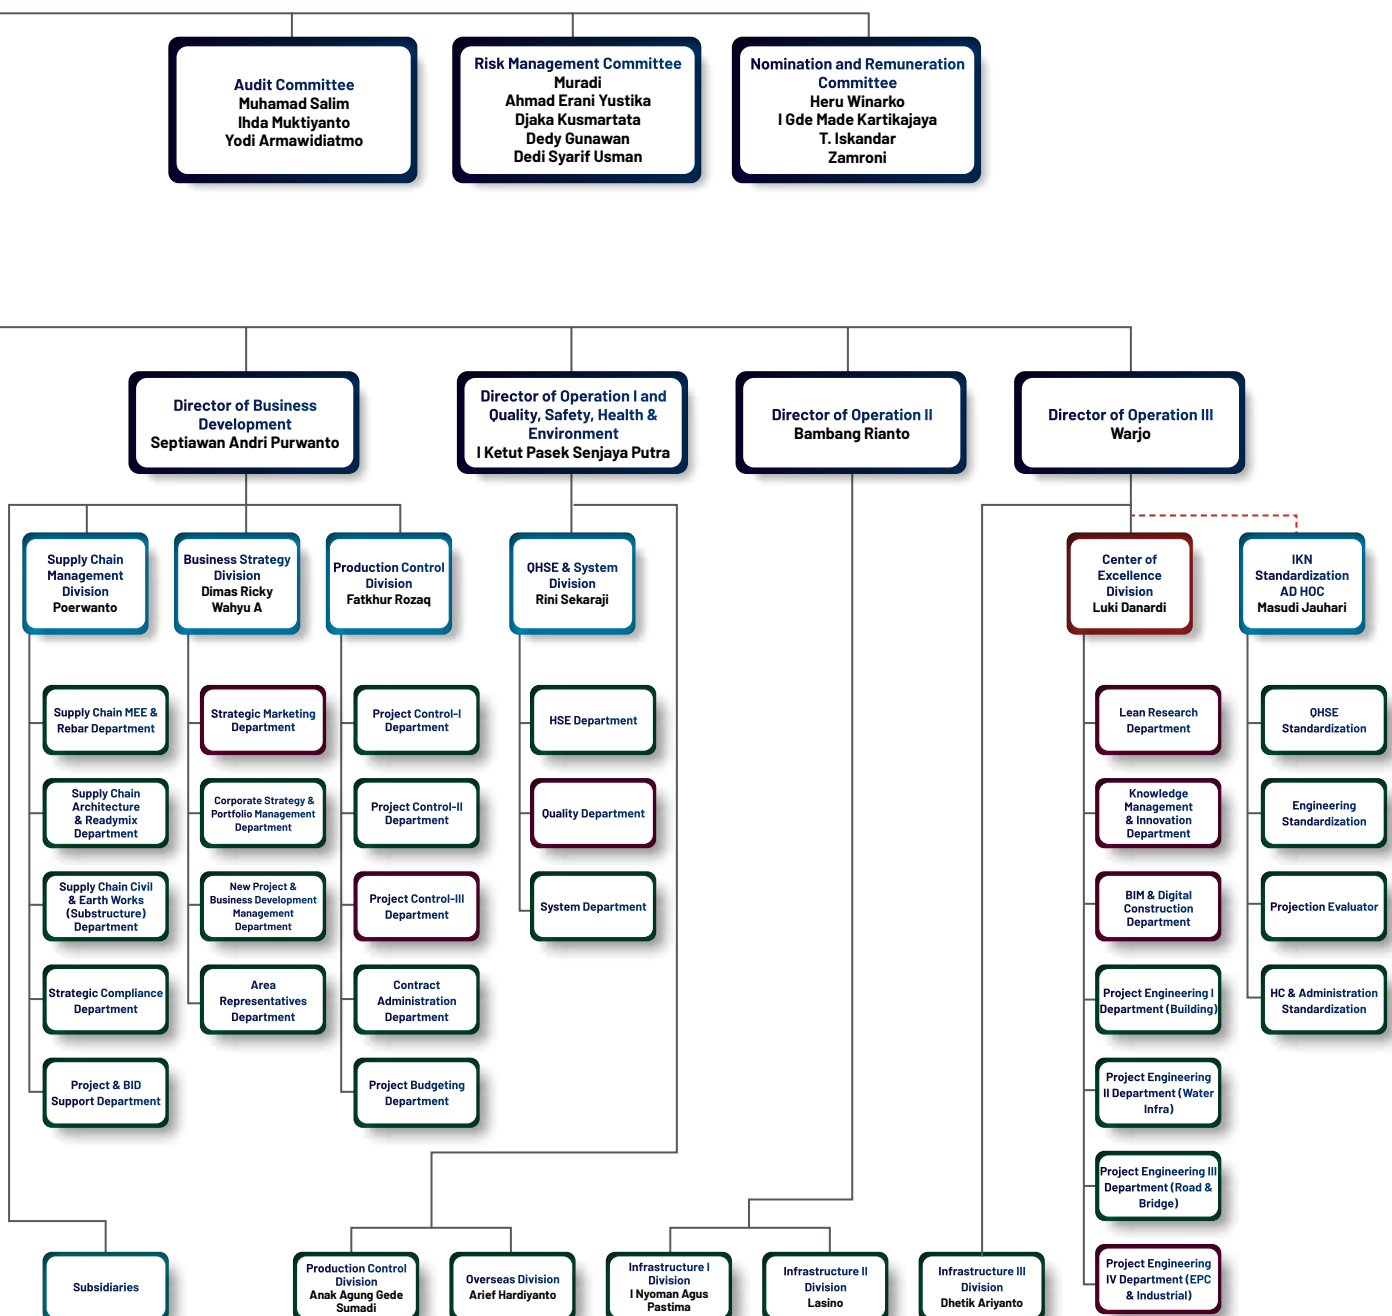 Audit Committee
Muhamad Salim
Ihda Muktiyanto
Yodi Armawidiatmo
Risk Management Committee
Muradi
Ahmad Erani Yustika
Djaka Kusmartata
Dedy Gunawan
Dedi Syarif Usman
Nomination and Remuneration
Committee
Heru Winarko
I Gde Made Kartikajaya
T. Iskandar
Zamroni
Director of Business
Development
Septiawan Andri Purwanto
Director of Operation I and
Quality, Safety, Health &
Environment
I Ketut Pasek Senjaya Putra
Director of Operation II
Bambang Rianto
Director of Operation III
Warjo
Supply Chain
Management
Division
Poerwanto
Business Strategy
Division
Dimas Ricky
Wahyu A
Production Control
Division
Fatkhur Rozaq
QHSE & System
Division
Rini Sekaraji
Center of
Excellence
Division
Luki Danardi
IKN
Standardization
AD HOC
Masudi Jauhari
Supply Chain MEE &
Rebar Department
Supply Chain
Architecture
& Readymix
Department
Supply Chain Civil
& Earth Works
(Substructure)
Department
Strategic Compliance
Department
Project & BID
Support Department
Strategic Marketing
Department
Corporate Strategy &
Portfolio Management
Department
New Project &
Business Development
Management
Department
Area
Representatives
Department
Project Control-I
Department
Project Control-II
Department
Project Control-III
Department
Contract
Administration
Department
Project Budgeting
Department
HSE Department
Quality Department
System Department
Lean Research
Department
Knowledge
Management
& Innovation
Department
BIM & Digital
Construction
Department
Project Engineering I
Department (Building)
Project Engineering
II Department (Water
Infra)
Project Engineering III
Department (Road &
Bridge)
Project Engineering
IV Department (EPC
& Industrial)
QHSE
Standardization
Engineering
Standardization
Projection Evaluator
HC & Administration
Standardization
Subsidiaries
Production Control
Division
Anak Agung Gede
Sumadi
Overseas Division
Arief Hardiyanto
Infrastructure I
Division
I Nyoman Agus
Pastima
Infrastructure II
Division
Lasino
Infrastructure III
Division
Dhetik Ariyanto